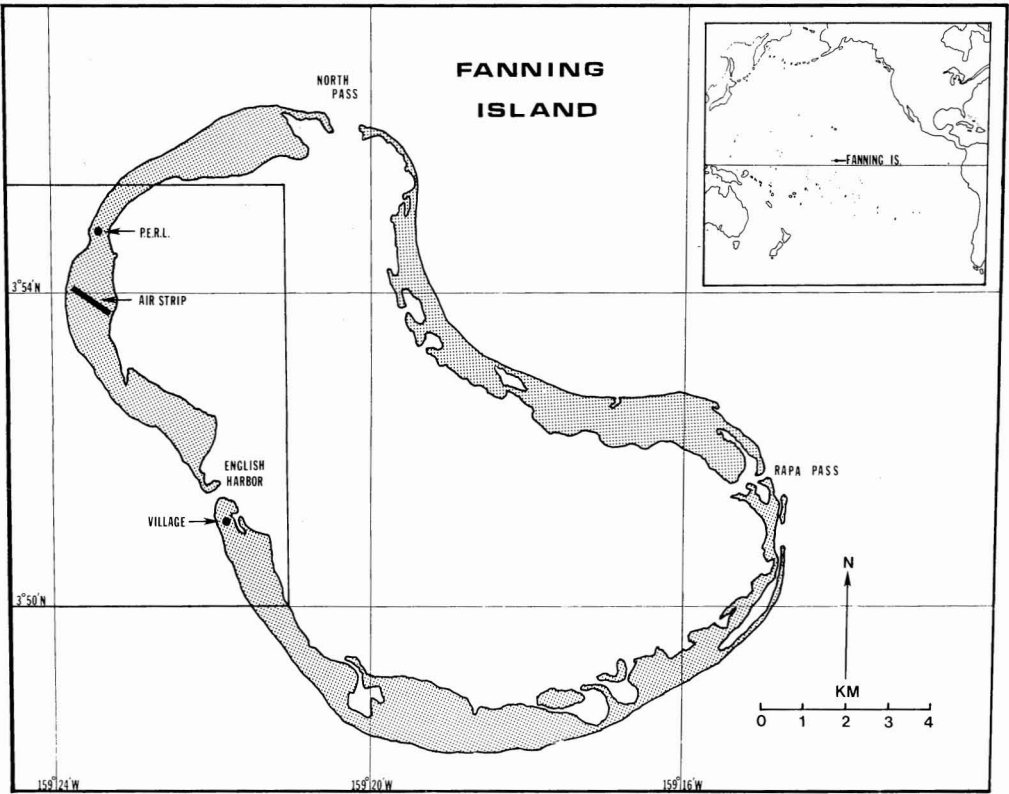 FANNING
ISLAND
NORTH
PASS
←FANNING IS.
P.E.R.L.
3°54'N
AIR STRIP
ENGLISH
HARBOR
RAPA PASS
VILLAGE
N
3°50'N
KM
0 1 2 3 4
159°24'W 159°20'W 159°16'W